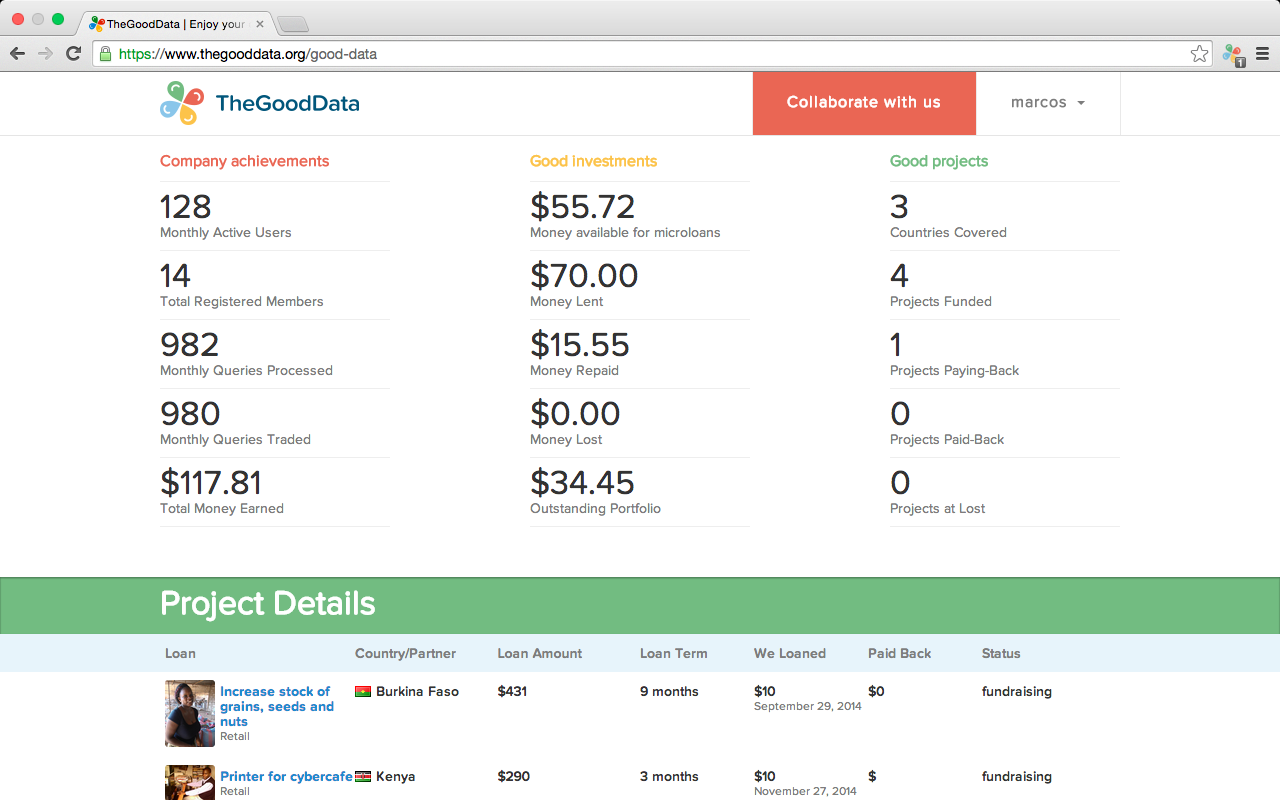 TheGoodData | Enjoy your
https://www.thegooddata.org/good-data
1
TheGoodData
Collaborate with us
marcos
Company achievements
128
Monthly Active Users
14
Total Registered Members
982
Monthly Queries Processed
980
Monthly Queries Traded
$117.81
Total Money Earned
Good investments
$55.72
Money available for microloans
$70.00
Money Lent
$15.55
Money Repaid
$0.00
Money Lost
$34.45
Outstanding Portfolio
Good projects
3
Countries Covered
4
Projects Funded
1
Projects Paying-Back
0
Projects Paid-Back
0
Projects at Lost
Project Details
Loan Country/Partner Loan Amount Loan Term We Loaned Paid Back Status
Increase stock of Burkina Faso $431 9 months $10 $0 fundraising
grains, seeds and September 29, 2014
nuts
Retail
Printer for cybercafe Kenya $290 3 months $10 $ fundraising
Retail November 27, 2014